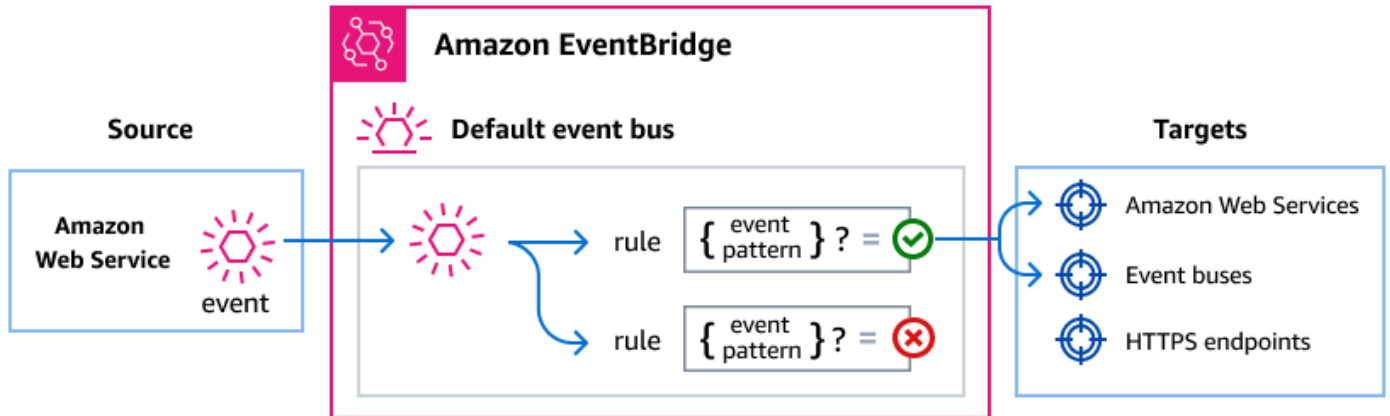 Amazon EventBridge
Source
Default event bus
Targets
Amazon
Web Service
event
rule
{ event
pattern } ? =
rule
{ event
pattern } ? =
Amazon Web Services
Event buses
HTTPS endpoints